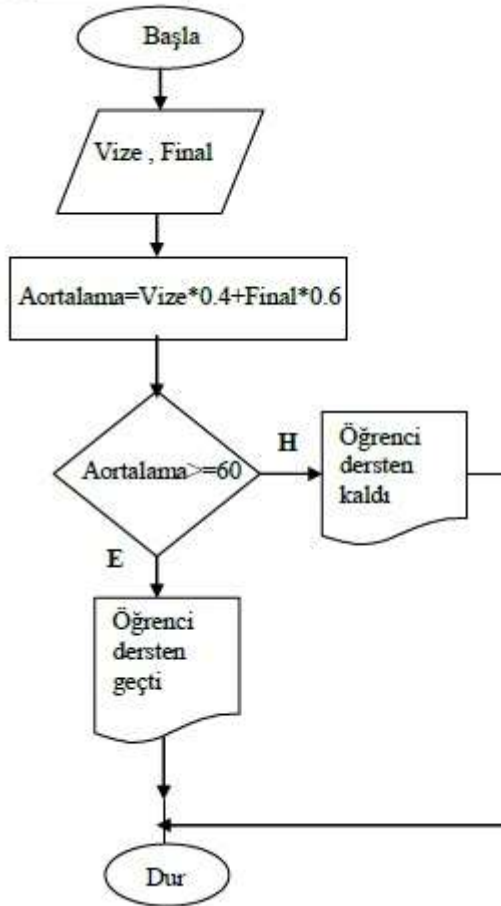 Başla
Vize , Final
Aortalama=Vize*0.4+Final*0.6
Aortalama>=60
H
Öğrenci
dersten
kaldı
E
Öğrenci
dersten
geçti
Dur